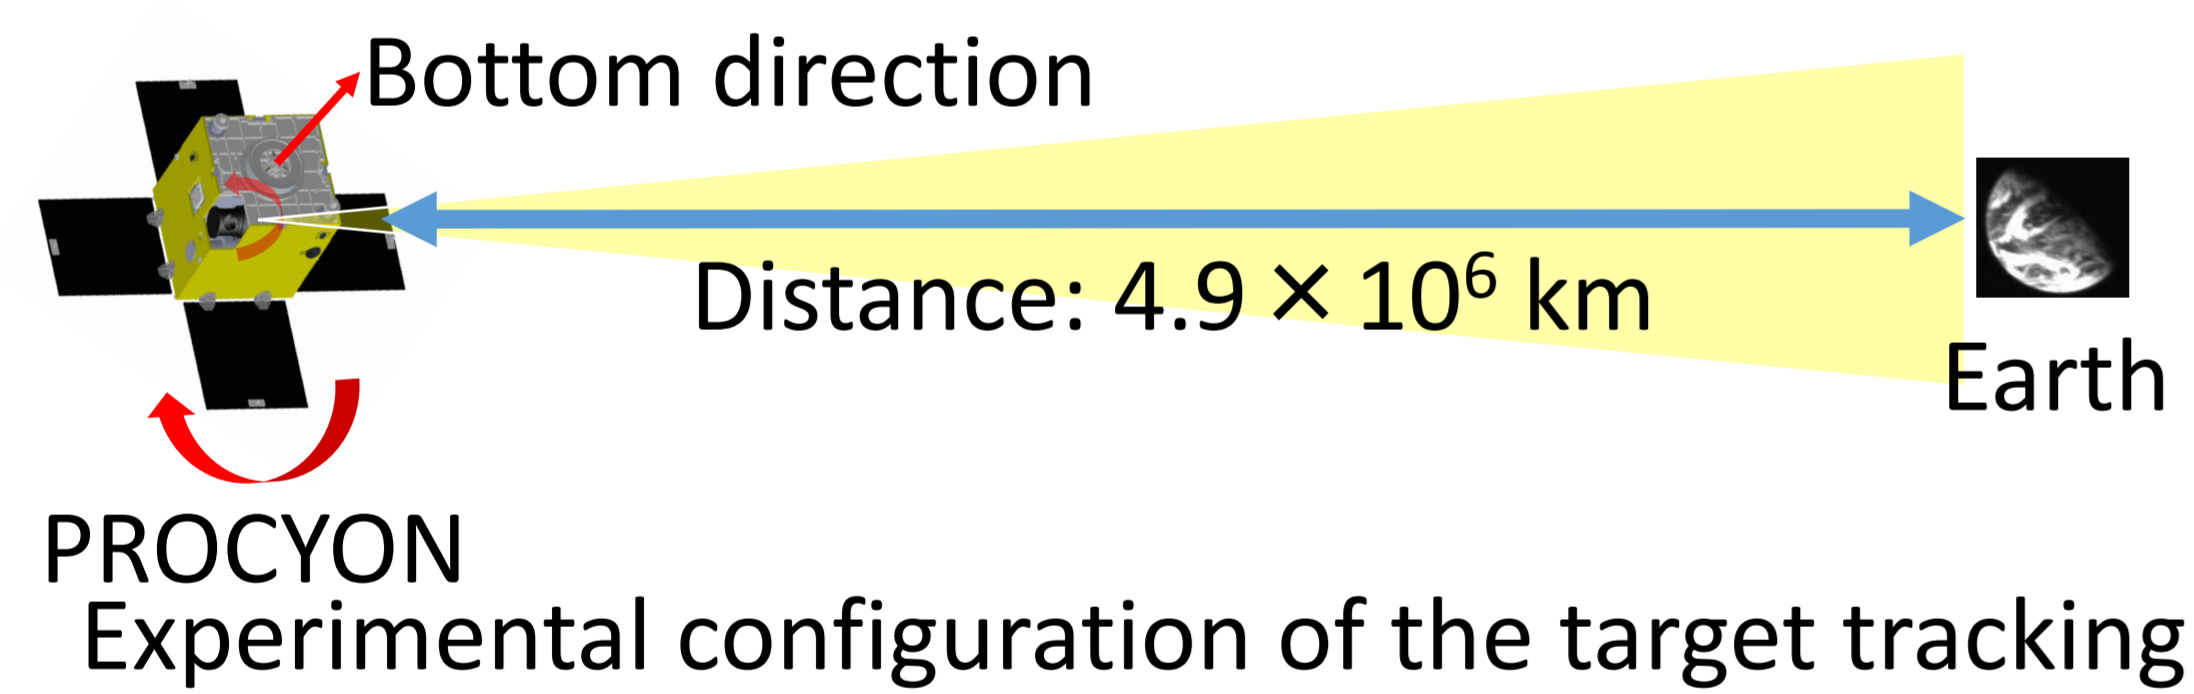 Bottom direction
Distance: 4.9×10⁶ km
Earth
PROCYON
Experimental configuration of the target tracking